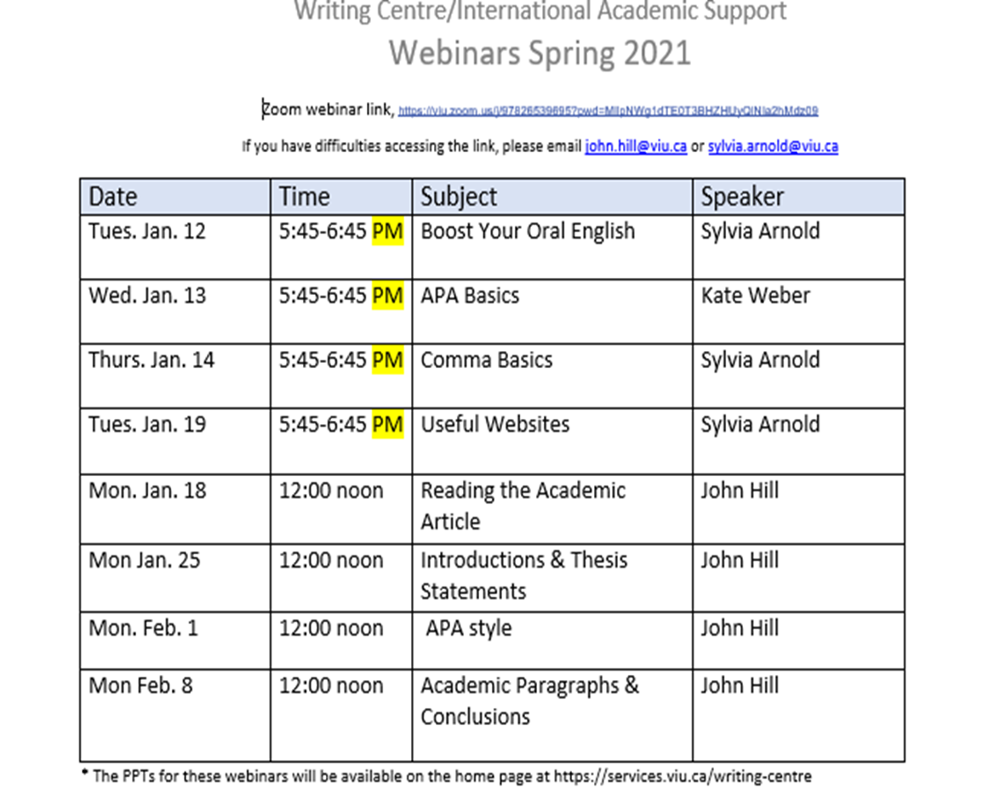 Writing Centre/International Academic Support
Webinars Spring 2021
Zoom webinar link,
If you have difficulties accessing the link, please email john.hill@viu.ca or sylvia.arnold@viu.ca
Date Time Subject Speaker
Tues. Jan. 12 5:45-6:45 PM Boost Your Oral English Sylvia Arnold
Wed. Jan. 13 5:45-6:45 PM APA Basics Kate Weber
Thurs. Jan. 14 5:45-6:45 PM Comma Basics Sylvia Arnold
Tues. Jan. 19 5:45-6:45 PM Useful Websites Sylvia Arnold
Mon. Jan. 18 12:00 noon Reading the Academic John Hill
Article
Mon Jan. 25 12:00 noon Introductions & Thesis John Hill
Statements
Mon. Feb. 1 12:00 noon APA style John Hill
Mon Feb. 8 12:00 noon Academic Paragraphs & John Hill
Conclusions
* The PPTs for these webinars will be available on the home page at https://services.viu.ca/writing-centre